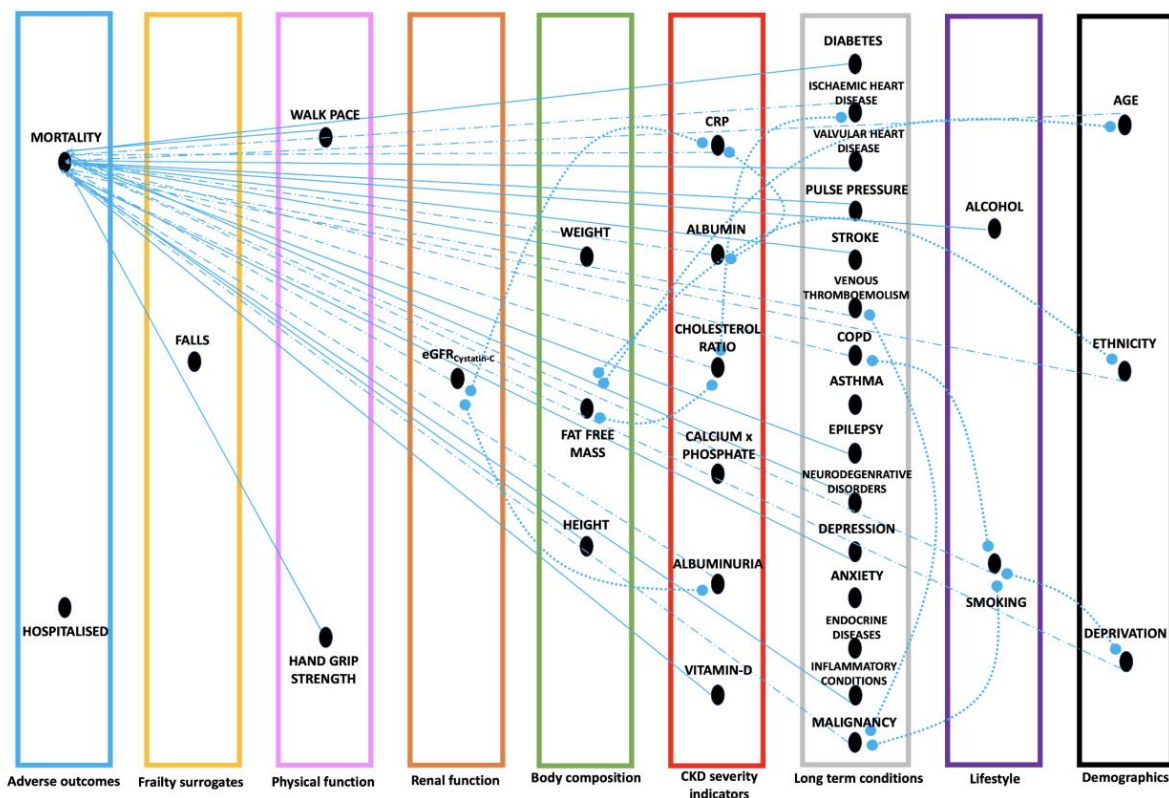 MORTALITY
HOSPITALISED
Adverse outcomes
FALLS
Frailty surrogates
WALK PACE
HAND GRIP
STRENGTH
Physical function
eGFRCystatin-C
Renal function
WEIGHT
FAT FREE
MASS
HEIGHT
Body composition
CRP
ALBUMIN
CHOLESTEROL
RATIO
CALCIUM x
PHOSPHATE
ALBUMINURIA
VITAMIN-D
CKD severity
indicators
DIABETES
ISCHAEMIC HEART
DISEASE
VALVULAR HEART
DISEASE
PULSE PRESSURE
STROKE
VENOUS
THROMBOEMOLISM
COPD
ASTHMA
EPILEPSY
NEURODEGENRATIVE
DISORDERS
DEPRESSION
ANXIETY
ENDOCRINE
DISEASES
INFLAMMATORY
CONDITIONS
MALIGNANCY
Long term conditions
ALCOHOL
SMOKING
Lifestyle
AGE
ETHNICITY
DEPRIVATION
Demographics